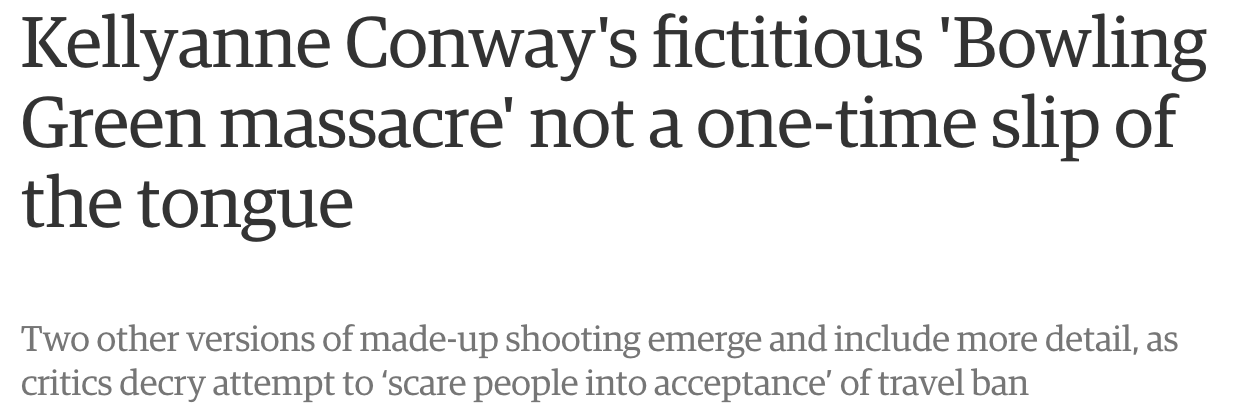 Kellyanne Conway's fictitious 'Bowling
Green massacre' not a one-time slip of
the tongue
Two other versions of made-up shooting emerge and include more detail, as
critics decry attempt to ‘scare people into acceptance’ of travel ban